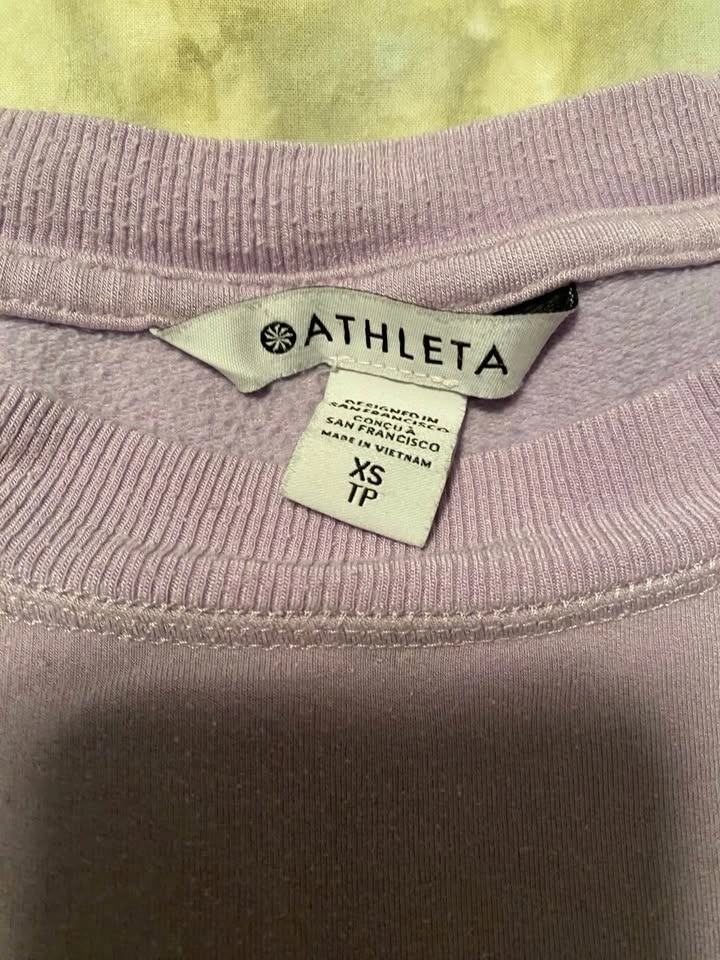 ATHLETA
DESIGNED IN
SAN FRANCISCO
CONÇU À
SAN FRANCISCO
MADE IN VIETNAM
XS
TP